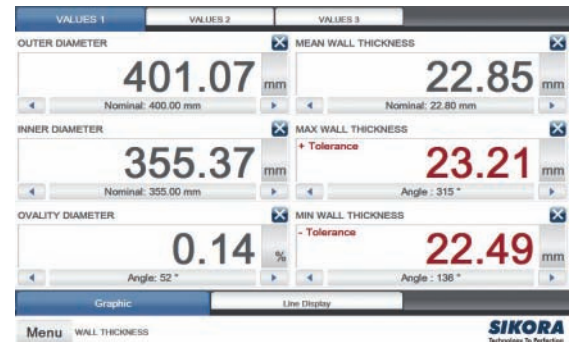 VALUES 1 VALUES 2 VALUES 3
OUTER DIAMETER
401.07 mm
Nominal: 400.00 mm
MEAN WALL THICKNESS
22.85 mm
Nominal: 22.80 mm
INNER DIAMETER
355.37 mm
Nominal: 355.00 mm
MAX WALL THICKNESS
+ Tolerance
23.21 mm
Angle : 315 °
OVALITY DIAMETER
0.14 %
Angle: 52 °
MIN WALL THICKNESS
- Tolerance
22.49 mm
Angle : 136 °
Graphic Line Display
Menu WALL THICKNESS
SIKORA
Technology To Perfection